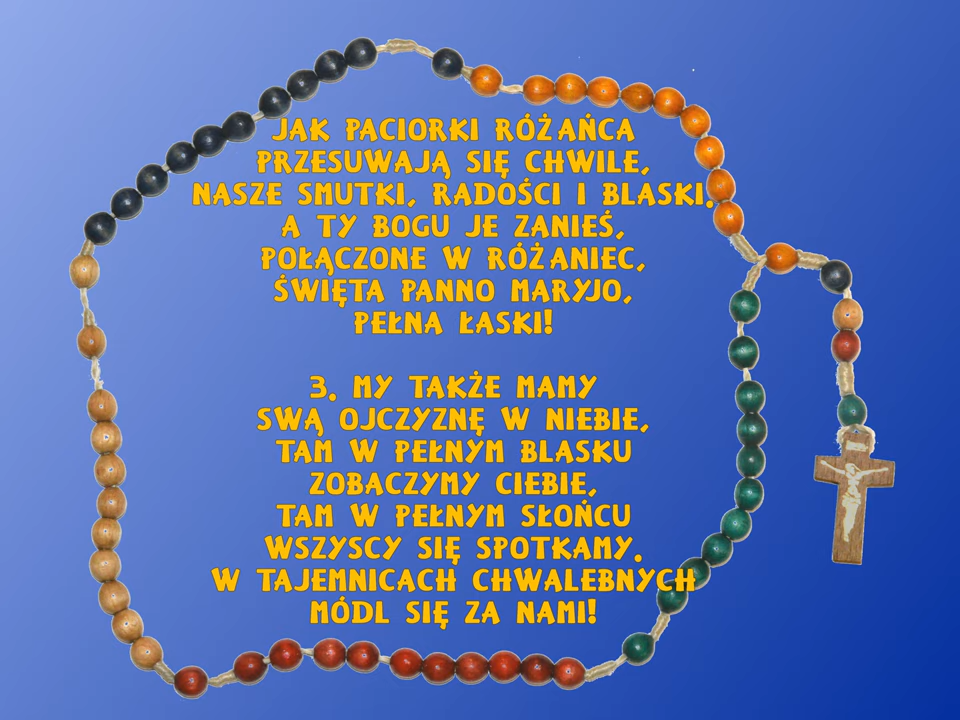 JAK PACIORKI RÓŻAŃCA
PRZESUWAJĄ SIĘ CHWILE,
NASZE SMUTKI, RADOŚCI I BLASKI.
A TY BOGU JE ZANIEŚ,
POŁĄCZONE W RÓŻANIEC,
ŚWIĘTA PANNO MARYJO,
PEŁNA ŁASKI!
3. MY TAKŻE MAMY
SWĄ OJCZYZNĘ W NIEBIE,
TAM W PEŁNYM BLASKU
ZOBACZYMY CIEBIE,
TAM W PEŁNYM SŁOŃCU
WSZYSCY SIĘ SPOTKAMY.
W TAJEMNICACH CHWALEBNYCH
MÓDL SIĘ ZA NAMI!